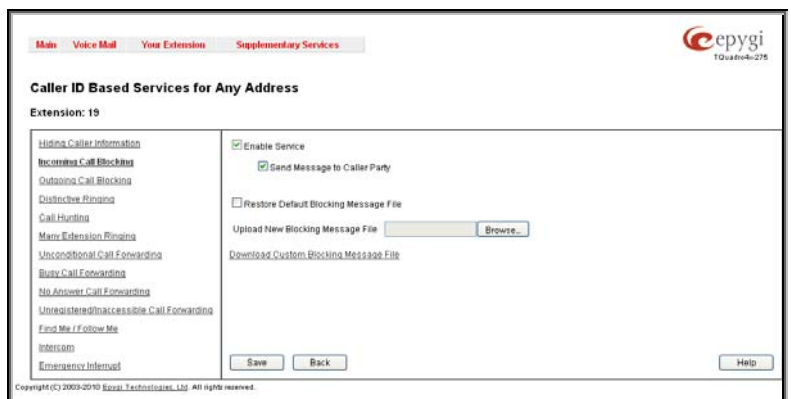 Main Voice Mail Your Extension Supplementary Services
epygi
TQuadro4=275
Caller ID Based Services for Any Address
Extension: 19
Hiding Caller Information
Incoming Call Blocking
Outgoing Call Blocking
Distinctive Ringing
Call Hunting
Many Extension Ringing
Unconditional Call Forwarding
Busy Call Forwarding
No Answer Call Forwarding
Unregistered/Inaccessible Call Forwarding
Find Me / Follow Me
Intercom
Emergency Interrupt
Enable Service
Send Message to Caller Party
Restore Default Blocking Message File
Upload New Blocking Message File Browse...
Download Custom Blocking Message File
Save Back Help
Copyright (C) 2003-2010 Epygi Technologies, Ltd. All rights reserved.